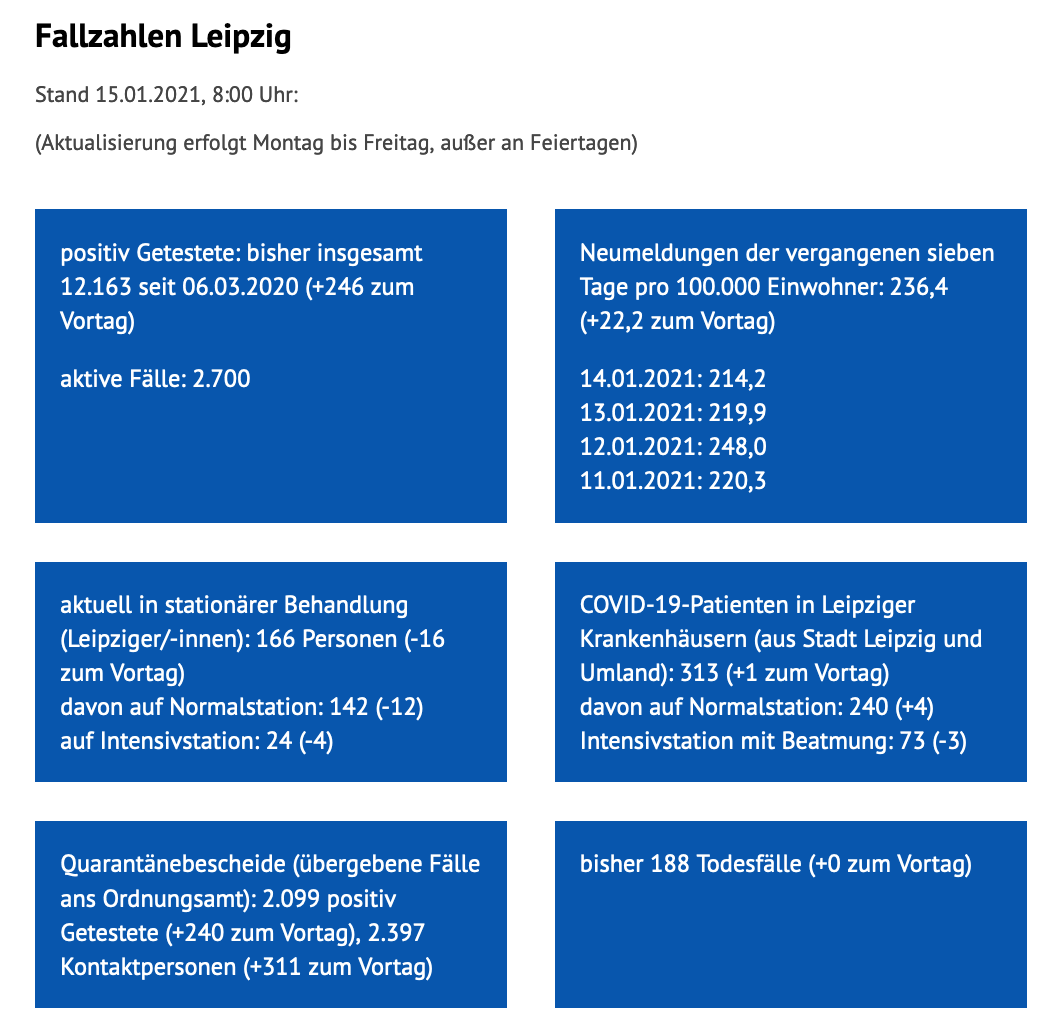 Fallzahlen Leipzig
Stand 15.01.2021, 8:00 Uhr:
(Aktualisierung erfolgt Montag bis Freitag, außer an Feiertagen)
positiv Getestete: bisher insgesamt
12.163 seit 06.03.2020 (+246 zum
Vortag)
aktive Fälle: 2.700
Neumeldungen der vergangenen sieben
Tage pro 100.000 Einwohner: 236,4
(+22,2 zum Vortag)
14.01.2021: 214,2
13.01.2021: 219,9
12.01.2021: 248,0
11.01.2021: 220,3
aktuell in stationärer Behandlung
(Leipziger/-innen): 166 Personen (-16
zum Vortag)
davon auf Normalstation: 142 (-12)
auf Intensivstation: 24 (-4)
COVID-19-Patienten in Leipziger
Krankenhäusern (aus Stadt Leipzig und
Umland): 313 (+1 zum Vortag)
davon auf Normalstation: 240 (+4)
Intensivstation mit Beatmung: 73 (-3)
Quarantänebescheide (übergebene Fälle
ans Ordnungsamt): 2.099 positiv
Getestete (+240 zum Vortag), 2.397
Kontaktpersonen (+311 zum Vortag)
bisher 188 Todesfälle (+0 zum Vortag)